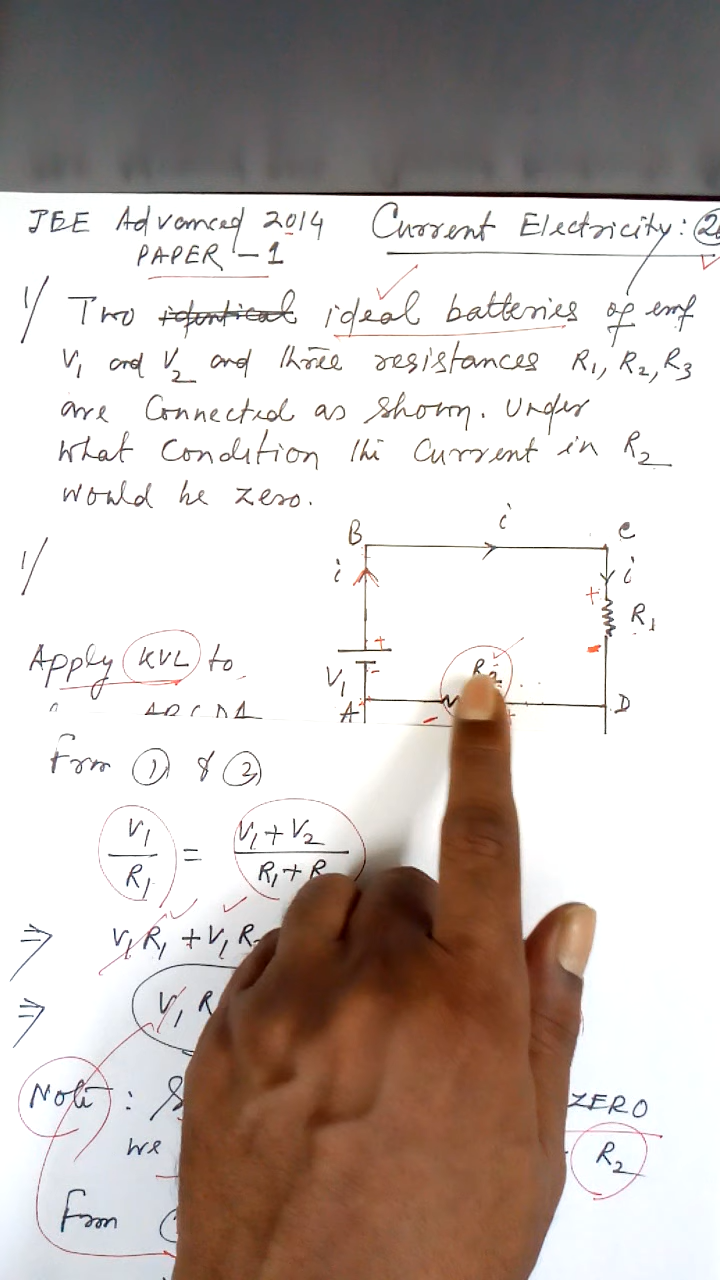 JEE Advanced 2014 Current Electricity:
PAPER - 1
1/ Two identical ideal batteries of emf
V1 and V2 and three resistances R1, R2, R3
are Connected as shown. Under
what Condition the Current in R2
would be zero.
1/
B i C
i i
+ R1
+ -
Apply KVL to
V1 - R2
A - + D
ABCDA
From ① & ②
V1/R1 = V1+V2/R1+R
⇒ V1R1 + V1R
⇒ V1R
Note: ZERO
we R2
From